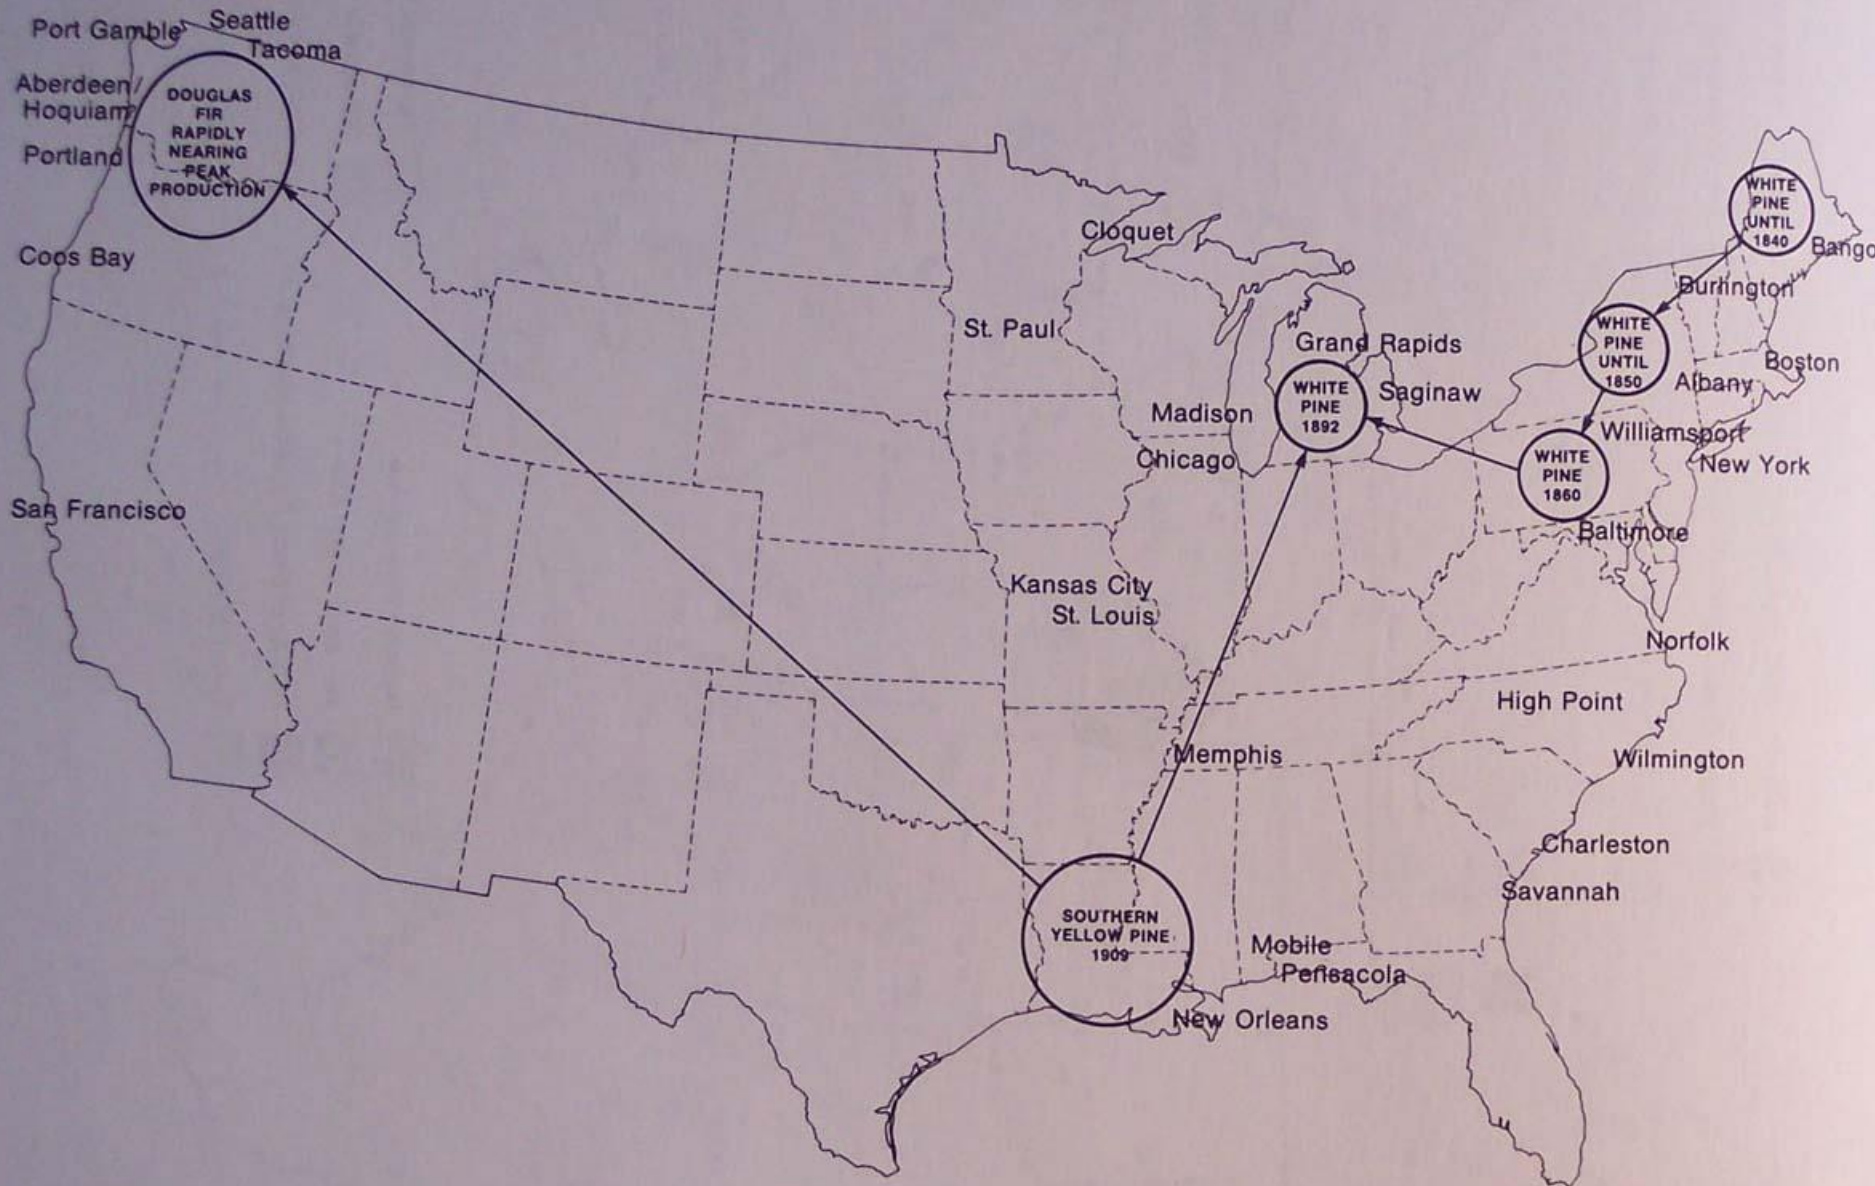 Port Gamble
Seattle
Tacoma
Aberdeen/
Hoquiam
Portland
DOUGLAS
FIR
RAPIDLY
NEARING
PEAK
PRODUCTION
Coos Bay
San Francisco
Cloquet
St. Paul
Grand Rapids
Saginaw
Madison
Chicago
WHITE
PINE
1892
WHITE
PINE
UNTIL
1840
Bango
Burlington
WHITE
PINE
UNTIL
1850
Boston
Albany
Williamsport
New York
WHITE
PINE
1860
Baltimore
Kansas City
St. Louis
Norfolk
High Point
Wilmington
Memphis
Charleston
Savannah
SOUTHERN
YELLOW PINE
1909
Mobile
Pensacola
New Orleans